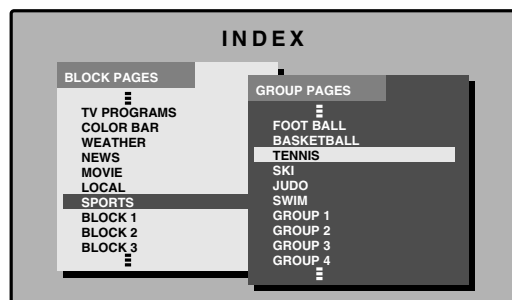 INDEX
BLOCK PAGES
TV PROGRAMS
COLOR BAR
WEATHER
NEWS
MOVIE
LOCAL
SPORTS
BLOCK 1
BLOCK 2
BLOCK 3
GROUP PAGES
FOOT BALL
BASKETBALL
TENNIS
SKI
JUDO
SWIM
GROUP 1
GROUP 2
GROUP 3
GROUP 4